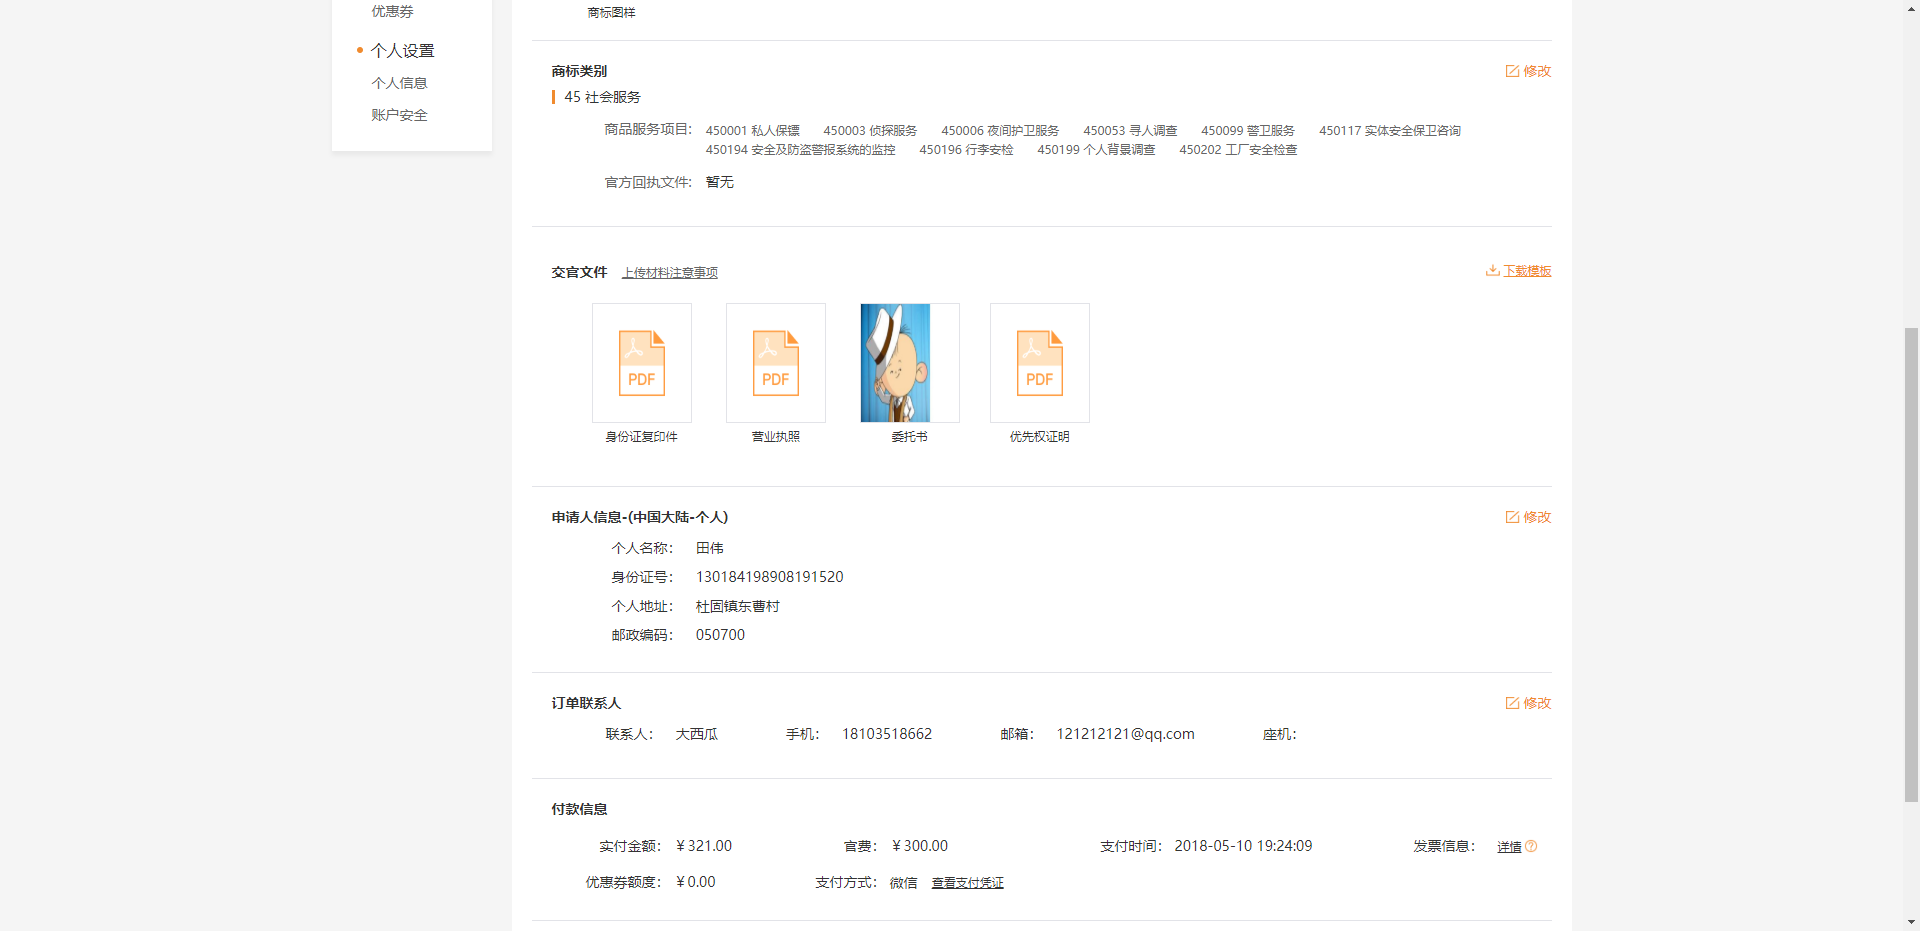 优惠券
个人设置
个人信息
账户安全
商标图样
商标类别
修改
45 社会服务
商品服务项目: 450001 私人保镖 450003 侦探服务 450006 夜间护卫服务 450053 寻人调查 450099 警卫服务 450117 实体安全保卫咨询
450194 安全及防盗警报系统的监控 450196 行李安检 450199 个人背景调查 450202 工厂安全检查
官方回执文件: 暂无
交官文件 上传材料注意事项 下载模板
PDF PDF PDF
身份证复印件 营业执照 委托书 优先权证明
申请人信息-(中国大陆-个人) 修改
个人名称: 田伟
身份证号: 130184198908191520
个人地址: 杜固镇东曹村
邮政编码: 050700
订单联系人 修改
联系人: 大西瓜 手机: 18103518662 邮箱: 121212121@qq.com 座机:
付款信息
实付金额: ¥321.00 官费: ¥300.00 支付时间: 2018-05-10 19:24:09 发票信息: 详情
优惠券额度: ¥0.00 支付方式: 微信 查看支付凭证